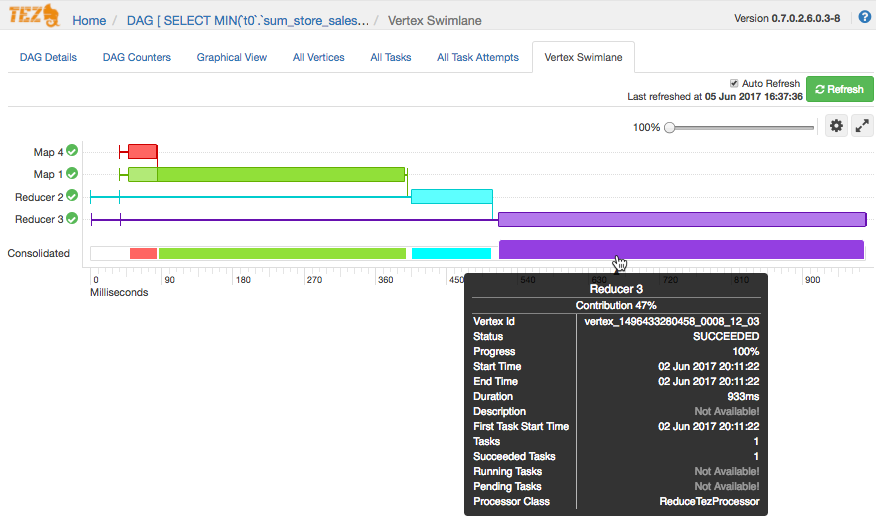 TEZ Home / DAG [ SELECT MIN(`t0`.`sum_store_sales... / Vertex Swimlane Version 0.7.0.2.6.0.3-8 ?
DAG Details DAG Counters Graphical View All Vertices All Tasks All Task Attempts Vertex Swimlane
Auto Refresh
Last refreshed at 05 Jun 2017 16:37:36
Refresh
100%
Map 4
Map 1
Reducer 2
Reducer 3
Consolidated
0 90 180 270 360 450 540 630 720 810 900
Milliseconds
Reducer 3
Contribution 47%
Vertex Id vertex_1496433280458_0008_12_03
Status SUCCEEDED
Progress 100%
Start Time 02 Jun 2017 20:11:22
End Time 02 Jun 2017 20:11:22
Duration 933ms
Description Not Available!
First Task Start Time 02 Jun 2017 20:11:22
Tasks 1
Succeeded Tasks 1
Running Tasks Not Available!
Pending Tasks Not Available!
Processor Class ReduceTezProcessor